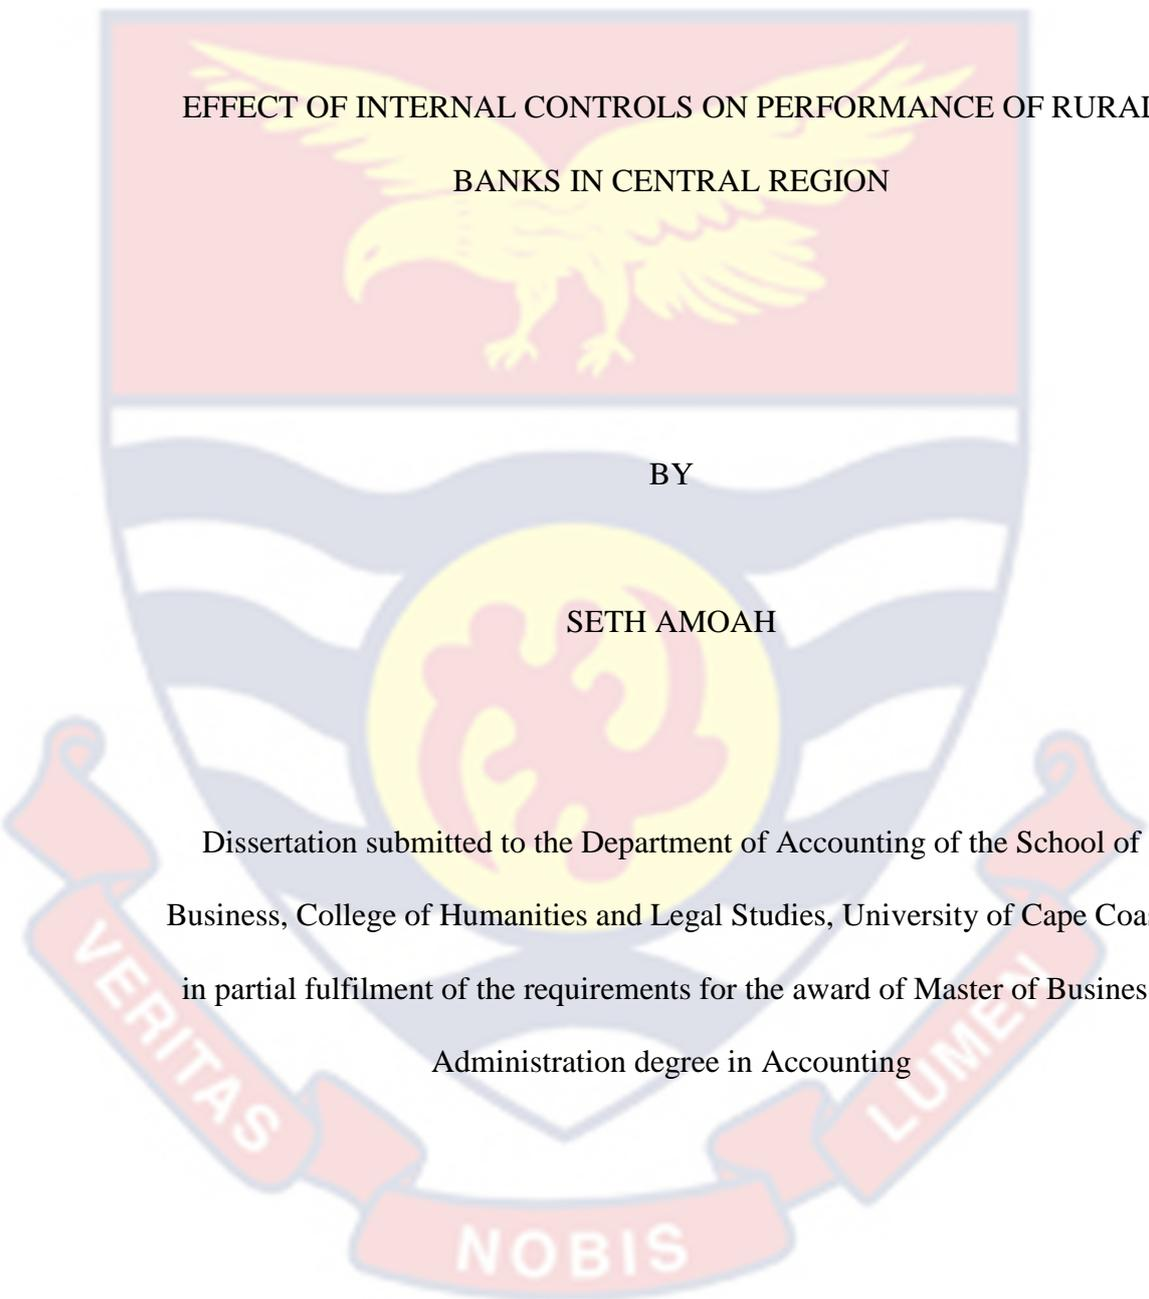 EFFECT OF INTERNAL CONTROLS ON PERFORMANCE OF RURAL
BANKS IN CENTRAL REGION
BY
SETH AMOAH
Dissertation submitted to the Department of Accounting of the School of
Business, College of Humanities and Legal Studies, University of Cape
in partial fulfilment of the requirements for the award of Master of
Administration degree in Accounting
VERITAS
NOBIS
LUMEN